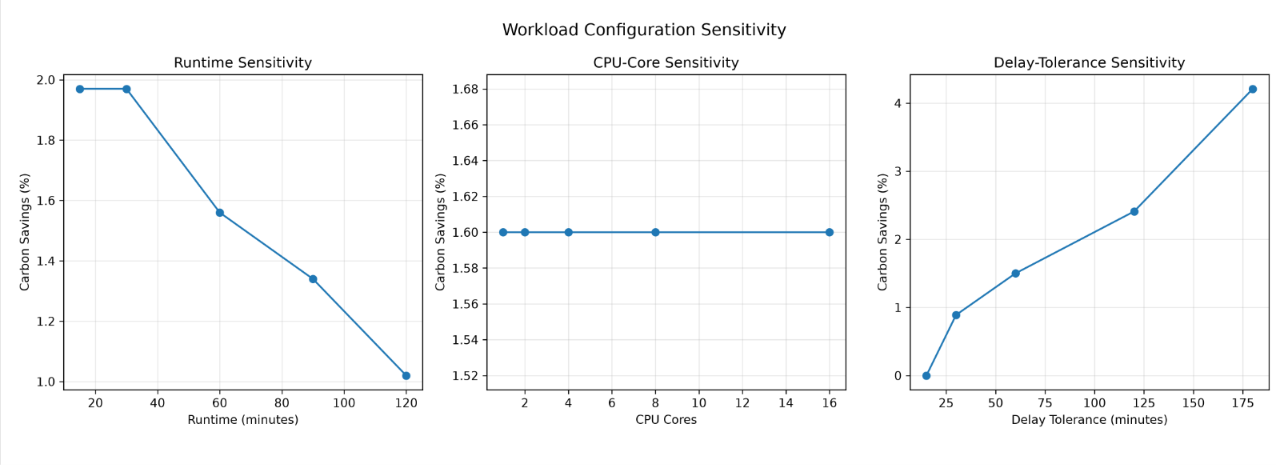 Workload Configuration Sensitivity
Runtime Sensitivity
2.0
1.8
1.6
1.4
1.2
1.0
Carbon Savings (%)
20 40 60 80 100 120
Runtime (minutes)
CPU-Core Sensitivity
1.68
1.66
1.64
1.62
1.60
1.58
1.56
1.54
1.52
Carbon Savings (%)
2 4 6 8 10 12 14 16
CPU Cores
Delay-Tolerance Sensitivity
4
3
2
1
0
Carbon Savings (%)
25 50 75 100 125 150 175
Delay Tolerance (minutes)